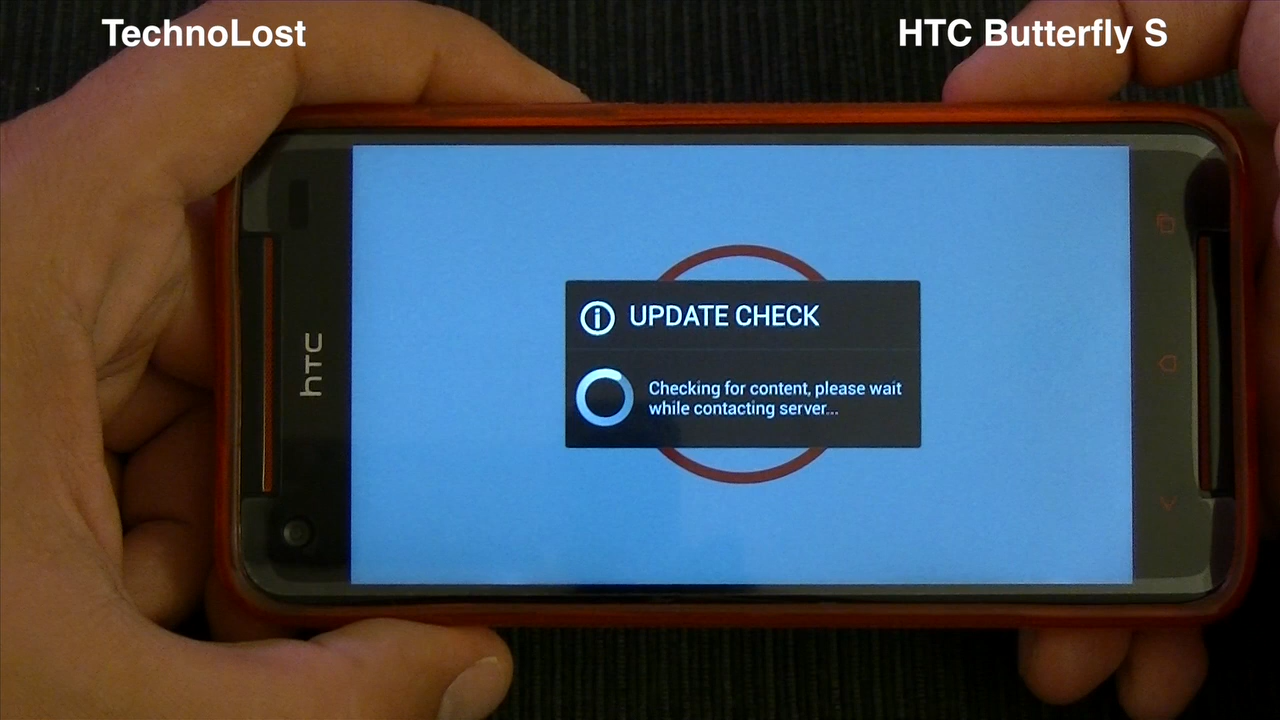 TechnoLost
HTC Butterfly S
UPDATE CHECK
Checking for content, please wait
while contacting server...
hTC